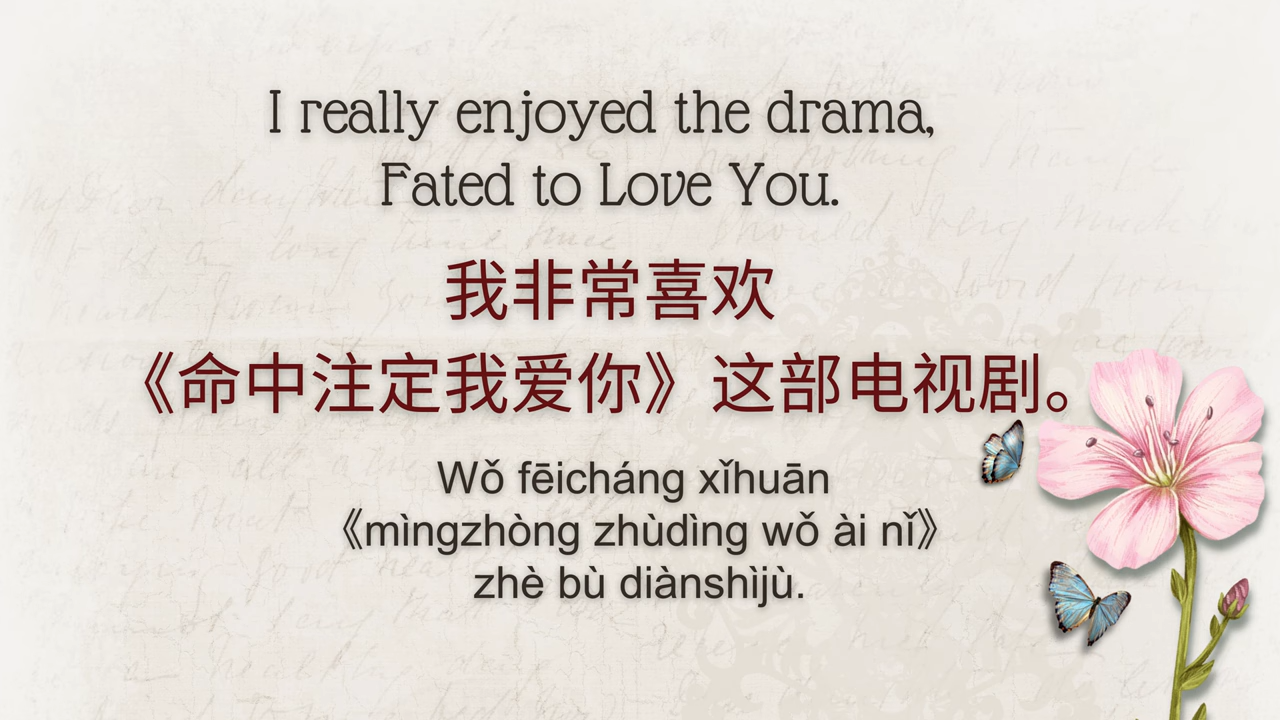 I really enjoyed the drama,
Fated to Love You.
我非常喜欢
《命中注定我爱你》这部电视剧。
Wǒ fēicháng xǐhuān
《mìngzhòng zhùdìng wǒ ài nǐ》
zhè bù diànshìjù.